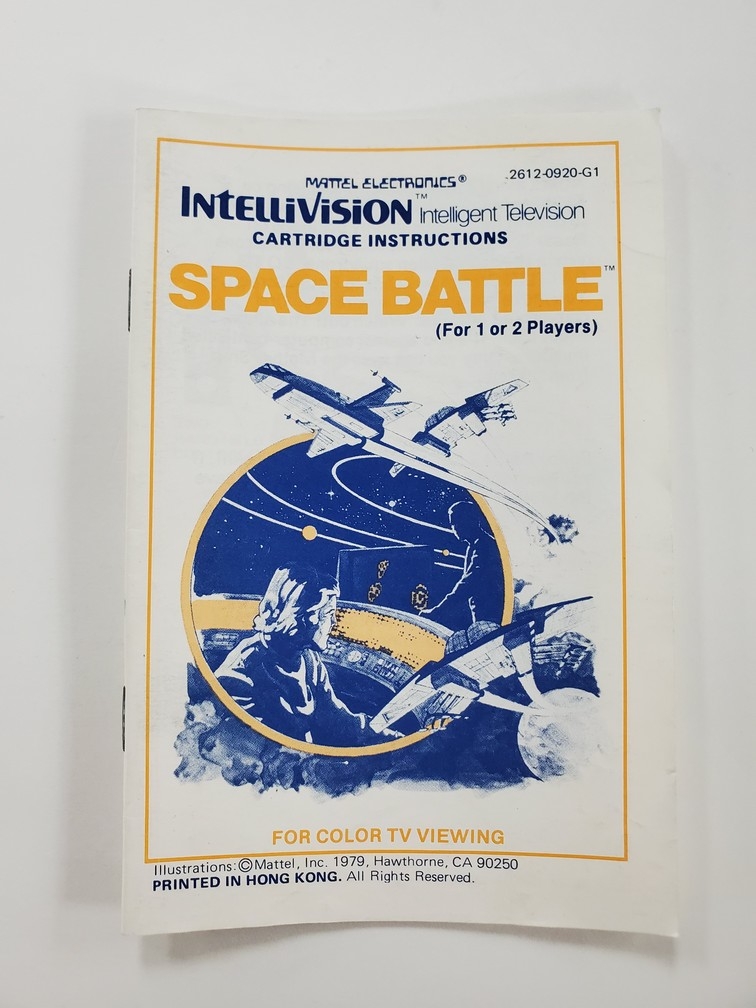 MATTEL ELECTRONICS® 2612-0920-G1
INTELLIVISION™ Intelligent Television
CARTRIDGE INSTRUCTIONS
SPACE BATTLE™
(For 1 or 2 Players)
FOR COLOR TV VIEWING
Illustrations: ©Mattel, Inc. 1979, Hawthorne, CA 90250
PRINTED IN HONG KONG. All Rights Reserved.